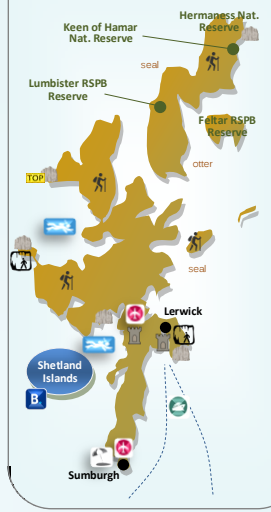 Hermaness Nat.
Reserve
Keen of Hamar
Nat. Reserve
seal
Lumbister RSPB
Reserve
Feltar RSPB
Reserve
otter
TOP
seal
Lerwick
Shetland
Islands
B
Sumburgh